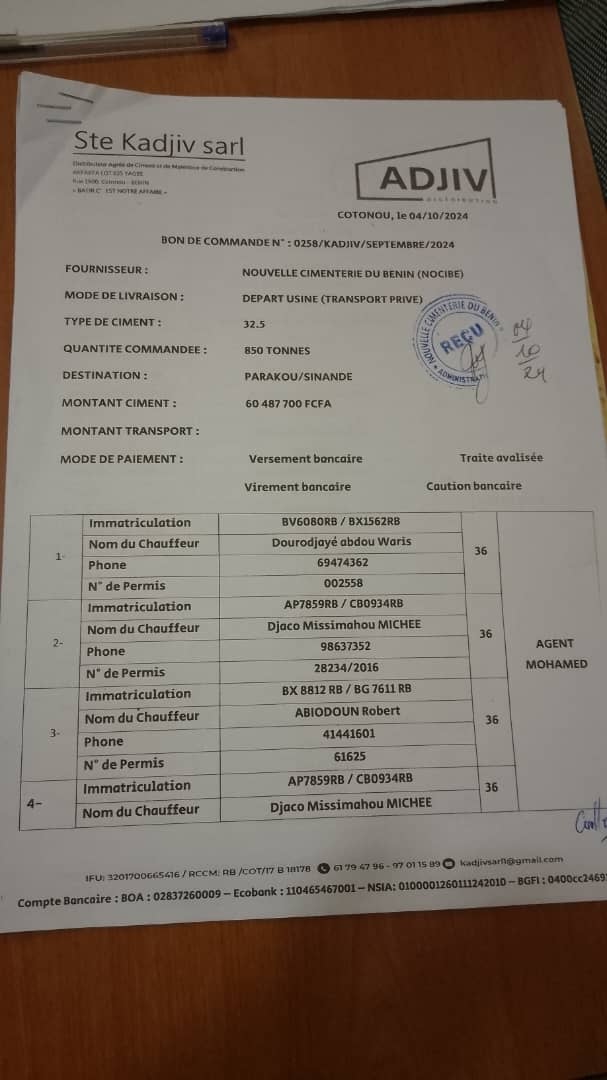 Ste Kadjiv sarl
Distributeur Agréé de Ciment et de Matériaux de Construction
Rue 1500, Cotonou - BENIN
« BATIR C' EST NOTRE AFFAIRE »
ADJIV
DISTRIBUTION
COTONOU, le 04/10/2024
BON DE COMMANDE N° : 0258/KADJIV/SEPTEMBRE/2024
FOURNISSEUR : NOUVELLE CIMENTERIE DU BENIN (NOCIBE)
MODE DE LIVRAISON : DEPART USINE (TRANSPORT PRIVE)
TYPE DE CIMENT : 32.5
QUANTITE COMMANDEE : 850 TONNES
DESTINATION : PARAKOU/SINANDE
MONTANT CIMENT : 60 487 700 FCFA
MONTANT TRANSPORT :
NOUVELLE CIMENTERIE DU BENIN
REÇU
ADMINISTRATI
04
10
24
MODE DE PAIEMENT : Versement bancaire Traite avalisée
Virement bancaire Caution bancaire
1- Immatriculation BV6080RB / BX1562RB 36
Nom du Chauffeur Dourodjayé abdou Waris
Phone 69474362
N° de Permis 002558
2- Immatriculation AP7859RB / CB0934RB 36
Nom du Chauffeur Djaco Missimahou MICHEE
Phone 98637352
N° de Permis 28234/2016
AGENT
MOHAMED
3- Immatriculation BX 8812 RB / BG 7611 RB 36
Nom du Chauffeur ABIODOUN Robert
Phone 41441601
N° de Permis 61625
4- Immatriculation AP7859RB / CB0934RB 36
Nom du Chauffeur Djaco Missimahou MICHEE
IFU: 3201700665416 / RCCM: RB /COT/17 B 18178 61 79 47 96 - 97 01 15 89 kadjivsarl1@gmail.com
Compte Bancaire : BOA : 02837260009 – Ecobank : 110465467001 – NSIA: 0100001260111242010 – BGFI : 0400cc2469